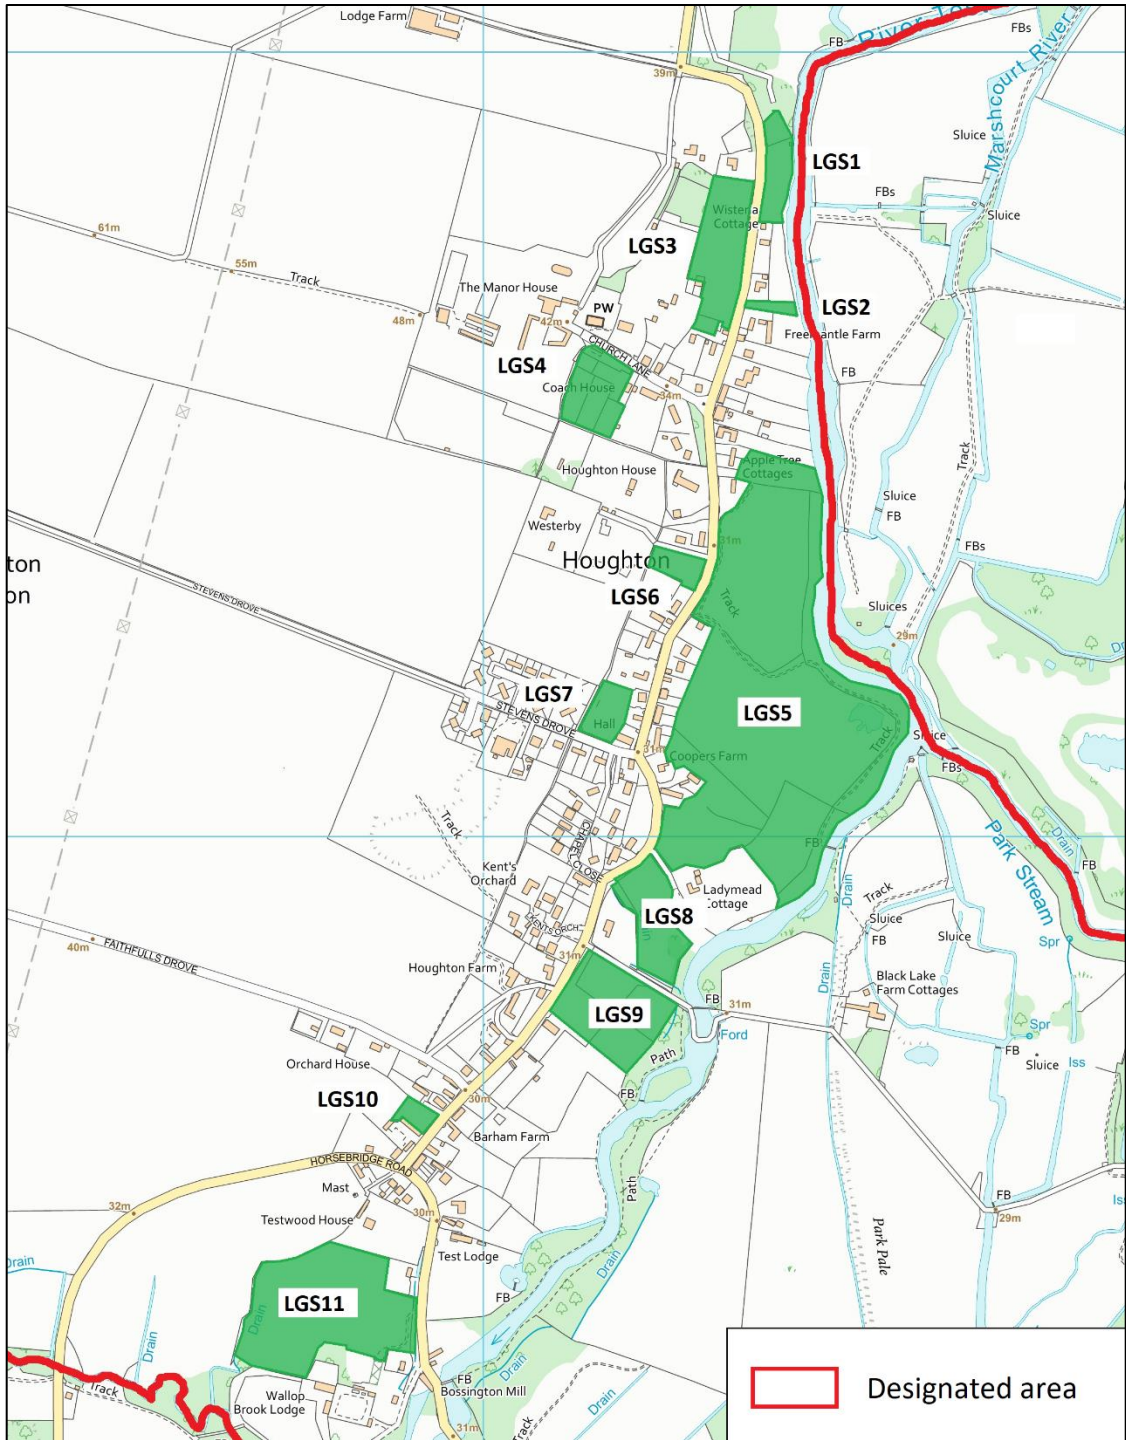 Lodge Farm
FB
River Tes
FBs
Marshcourt River
39m
Sluice
LGS1
FBs
Sluice
Wisteria
Cottage
LGS3
61m
55m
Track
The Manor House
PW
48m
42m
LGS2
Freemantle Farm
CHURCH LANE
LGS4
Coach House
34m
FB
Track
Apple Tree
Cottages
Houghton House
Sluice
FB
Westerby
31m
FBs
ton
on
Houghton
STEVENS DROVE
LGS6
Track
Sluices
29m
LGS7
STEVENS DROVE
Hall
LGS5
31m
Coopers Farm
Track
Sluice
FBs
Track
CHAPEL CLOSE
FB
Drain
FB
Park Stream
Kent's
Orchard
Ladymead
Cottage
Drain
Track
Sluice
LGS8
KENTS ORCH
Drain
FB
Sluice
Spr
40m
FAITHFULLS DROVE
31m
Houghton Farm
Drain
Black Lake
Farm Cottages
FB
31m
LGS9
Ford
Spr
Path
FB
Iss
Sluice
Orchard House
FB
LGS10
30m
Barham Farm
HORSEBRIDGE ROAD
Mast
Path
FB
32m
30m
29m
Testwood House
Park Pale
Test Lodge
Drain
Drain
FB
LGS11
Drain
Drain
Drain
Track
FB
Bossington Mill
Drain
Wallop
Brook Lodge
31m
Track
Designated area